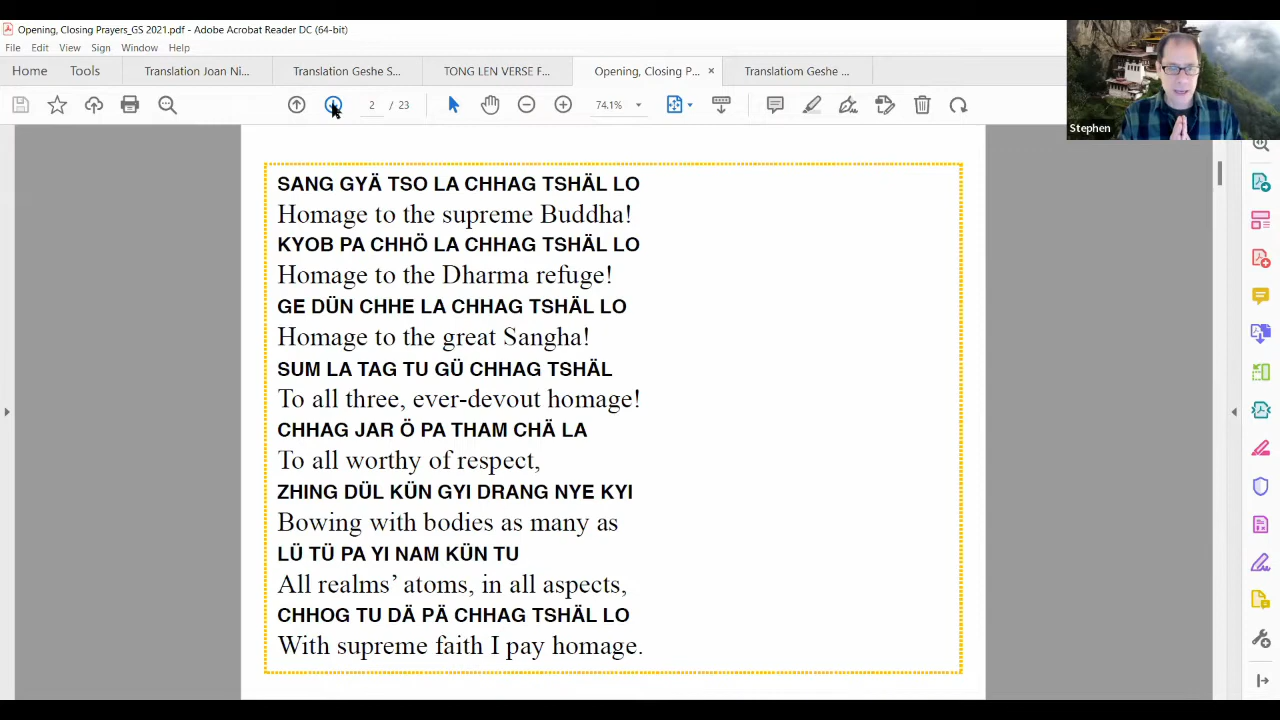 Opening, Closing Prayers_GS 2021.pdf - Adobe Acrobat Reader DC (64-bit)
File Edit View Sign Window Help
Home Tools Translation Joan Ni... Translation Geshe S... TONG LEN VERSE F... Opening, Closing P... × Translatiom Geshe ...
2 / 23 74.1%
Stephen
SANG GYÄ TSO LA CHHAG TSHÄL LO
Homage to the supreme Buddha!
KYOB PA CHHÖ LA CHHAG TSHÄL LO
Homage to the Dharma refuge!
GE DÜN CHHE LA CHHAG TSHÄL LO
Homage to the great Sangha!
SUM LA TAG TU GÜ CHHAG TSHÄL
To all three, ever-devout homage!
CHHAG JAR Ö PA THAM CHÄ LA
To all worthy of respect,
ZHING DÜL KÜN GYI DRANG NYE KYI
Bowing with bodies as many as
LÜ TÜ PA YI NAM KÜN TU
All realms’ atoms, in all aspects,
CHHOG TU DÄ PÄ CHHAG TSHÄL LO
With supreme faith I pay homage.